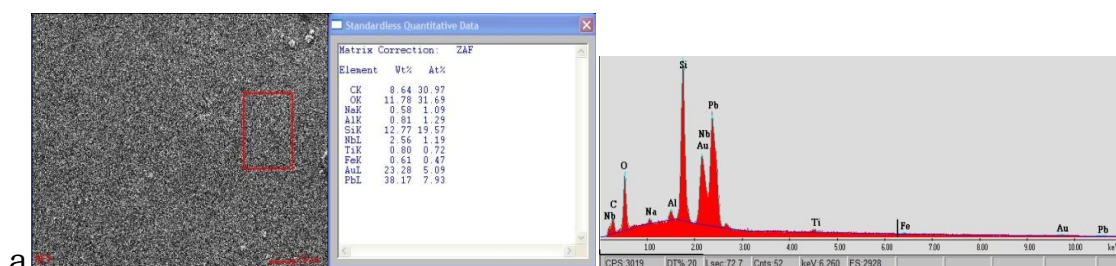 a
Standardless Quantitative Data
Matrix Correction: ZAF
Element Wt% At%
CK 8.64 30.97
OK 11.78 31.69
NaK 0.58 1.09
AlK 0.81 1.29
SiK 12.77 19.57
NbL 2.56 1.19
TiK 0.80 0.72
FeK 0.61 0.47
AuL 23.28 5.09
PbL 38.17 7.93
Si
Pb
Nb
Au
O
C
Nb
Na
Al
Ti
Fe
Au
Pb
1.00 2.00 3.00 4.00 5.00 6.00 7.00 8.00 9.00 10.00 keV
CPS:3019 DT%:20 Lsec:72.7 Cnts:52 keV:6.260 FS:2928